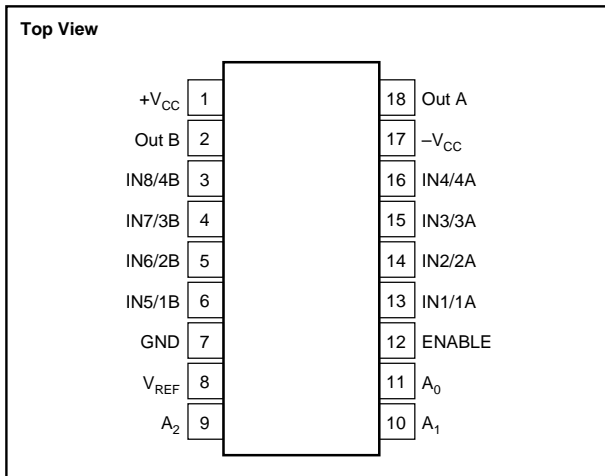 Top View
+VCC 1 18 Out A
Out B 2 17 –VCC
IN8/4B 3 16 IN4/4A
IN7/3B 4 15 IN3/3A
IN6/2B 5 14 IN2/2A
IN5/1B 6 13 IN1/1A
GND 7 12 ENABLE
VREF 8 11 A0
A2 9 10 A1